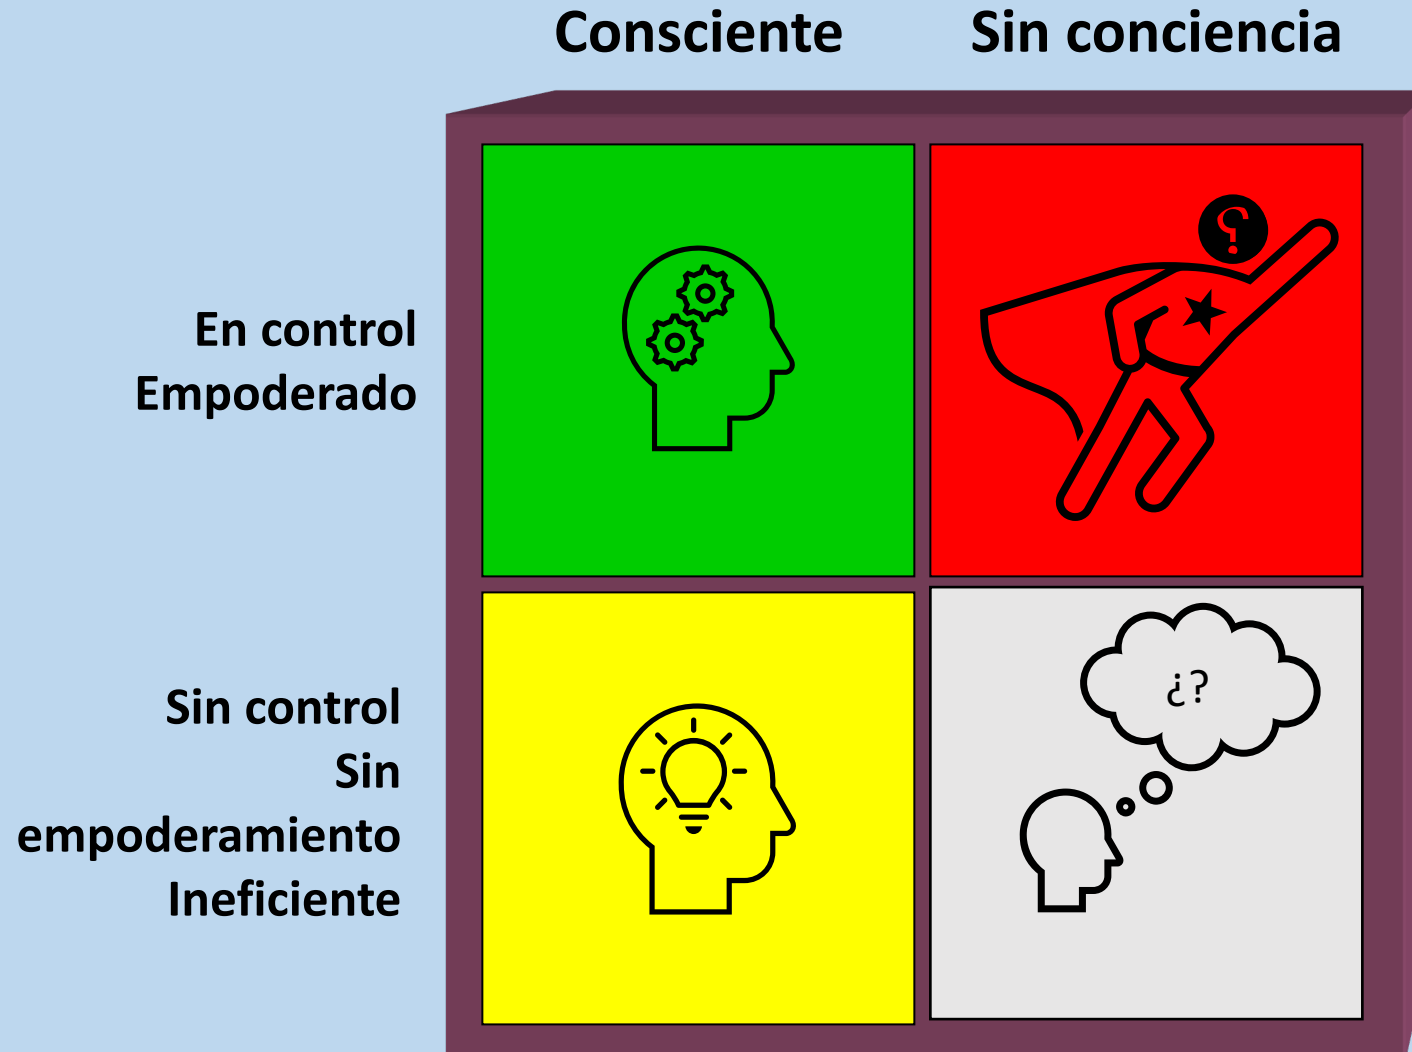 Consciente
Sin conciencia
En control
Empoderado
?
Sin control
Sin
empoderamiento
Ineficiente
¿?